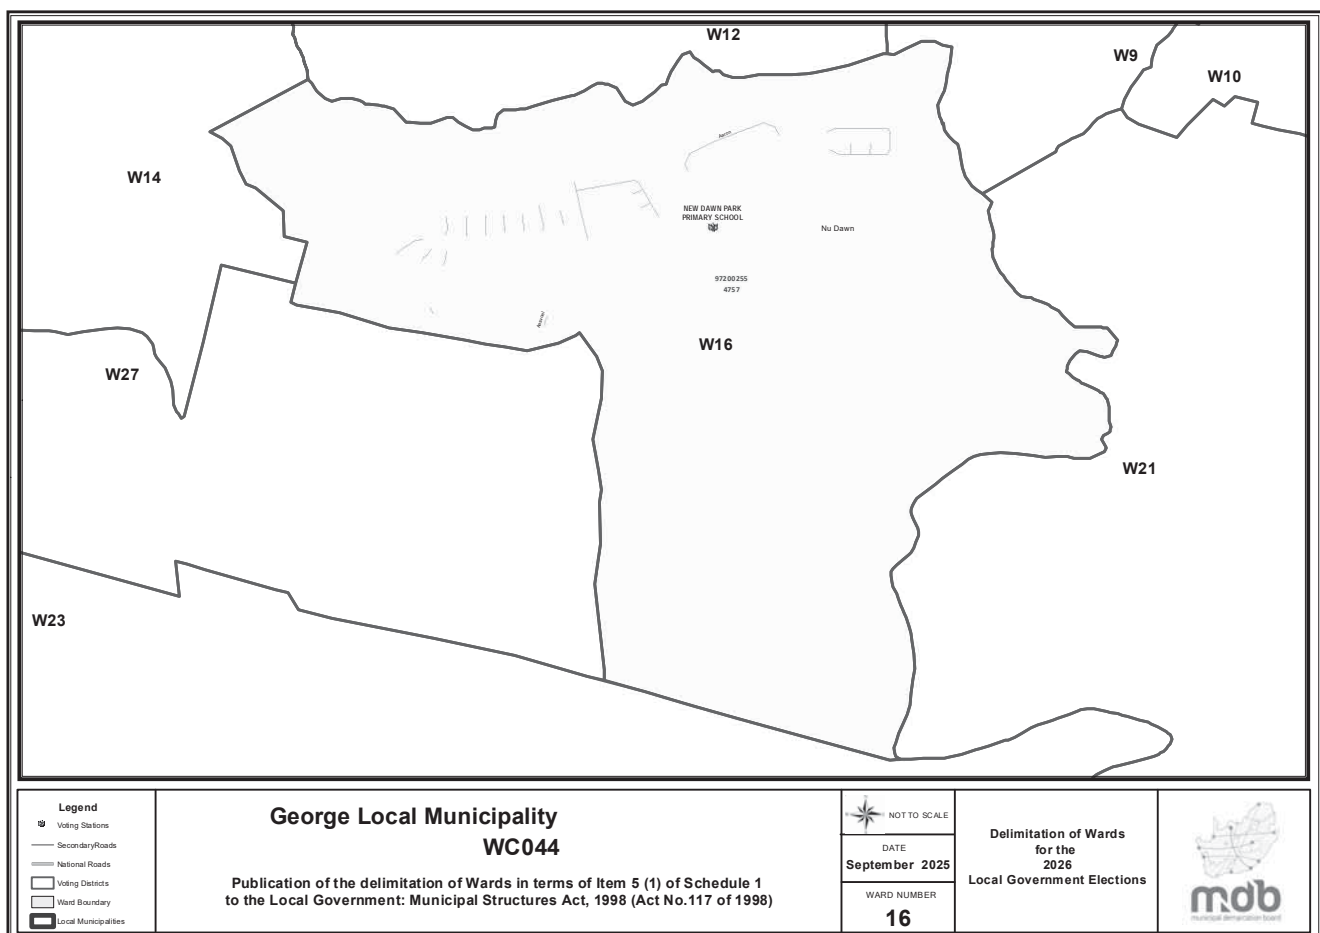 W12
W9
W10
W14
NEW DAWN PARK
PRIMARY SCHOOL
Nu Dawn
97200255
4757
W16
W27
W21
W23
Legend
Voting Stations
SecondaryRoads
National Roads
Voting Districts
Ward Boundary
Local Municipalities
George Local Municipality
WC044
Publication of the delimitation of Wards in terms of Item 5 (1) of Schedule 1
to the Local Government: Municipal Structures Act, 1998 (Act No.117 of 1998)
NOT TO SCALE
DATE
September 2025
WARD NUMBER
16
Delimitation of Wards
for the
2026
Local Government Elections
mdb
municipal demarcation board